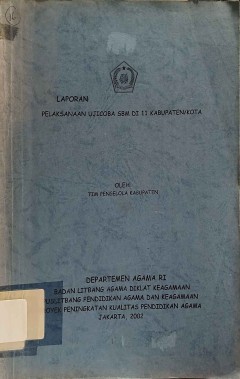 LAPORAN
PELAKSANAAN UJICOBA SBM DI 11 KABUPATEN/KOTA
OLEH:
TIM PENGELOLA KABUPATEN
DEPARTEMEN AGAMA RI
BADAN LITBANG AGAMA DIKLAT KEAGAMAAN
PUSLITBANG PENDIDIKAN AGAMA DAN KEAGAMAAN
PROYEK PENINGKATAN KUALITAS PENDIDIKAN AGAMA
JAKARTA, 2002